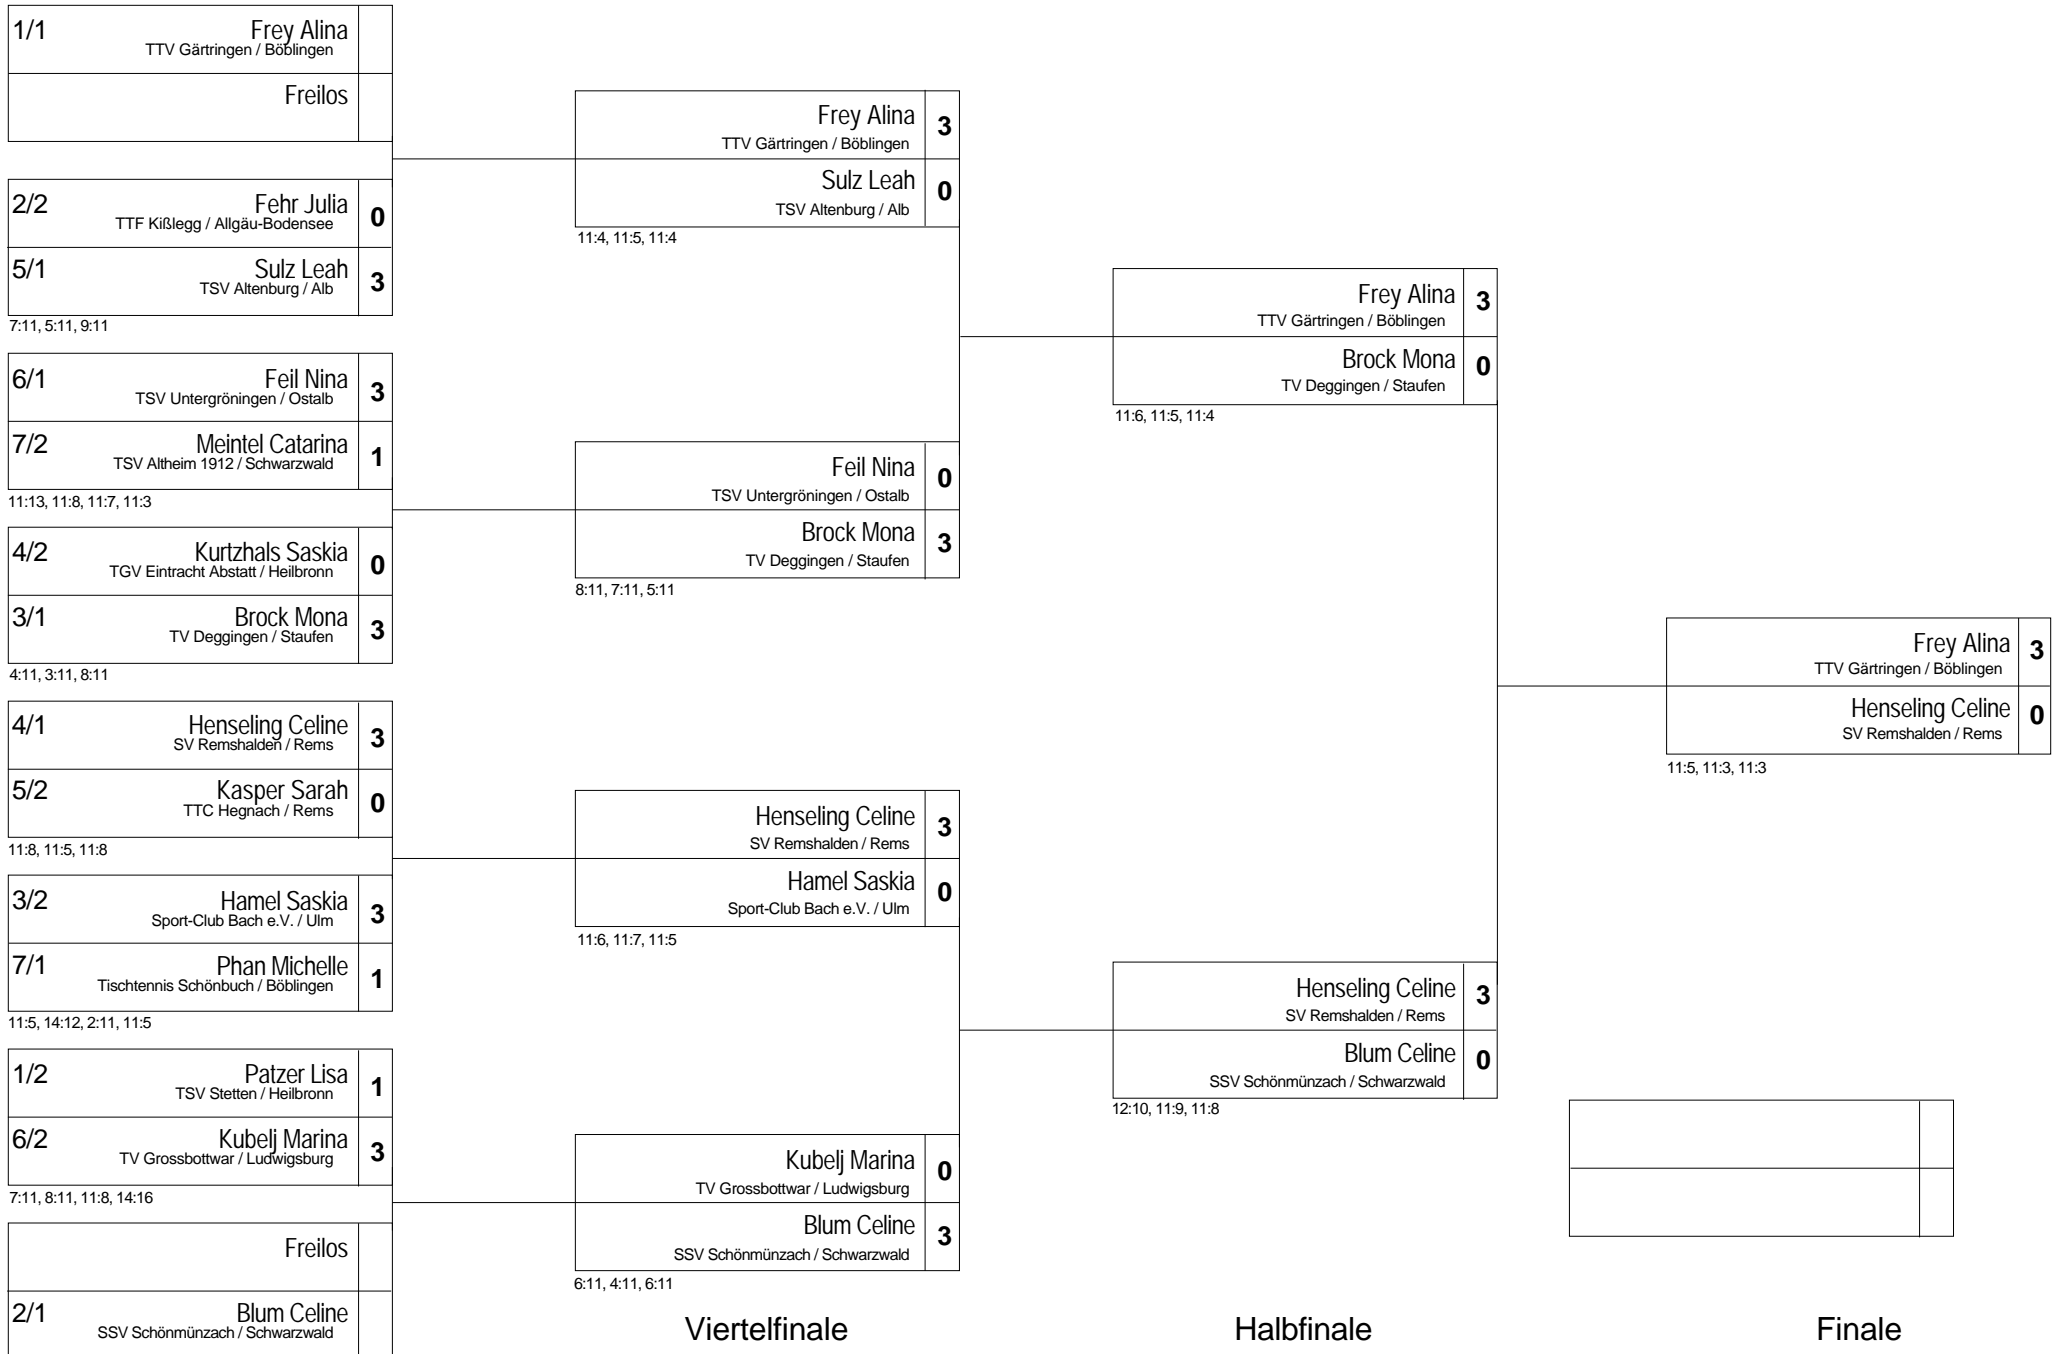 1/1 Frey Alina
TTV Gärtringen / Böblingen
Freilos
2/2 Fehr Julia 0
TTF Kißlegg / Allgäu-Bodensee
5/1 Sulz Leah 3
TSV Altenburg / Alb
7:11, 5:11, 9:11
6/1 Feil Nina 3
TSV Untergröningen / Ostalb
7/2 Meintel Catarina 1
TSV Altheim 1912 / Schwarzwald
11:13, 11:8, 11:7, 11:3
4/2 Kurtzhals Saskia 0
TGV Eintracht Abstatt / Heilbronn
3/1 Brock Mona 3
TV Deggingen / Staufen
4:11, 3:11, 8:11
4/1 Henseling Celine 3
SV Remshalden / Rems
5/2 Kasper Sarah 0
TTC Hegnach / Rems
11:8, 11:5, 11:8
3/2 Hamel Saskia 3
Sport-Club Bach e.V. / Ulm
7/1 Phan Michelle 1
Tischtennis Schönbuch / Böblingen
11:5, 14:12, 2:11, 11:5
1/2 Patzer Lisa 1
TSV Stetten / Heilbronn
6/2 Kubelj Marina 3
TV Grossbottwar / Ludwigsburg
7:11, 8:11, 11:8, 14:16
Freilos
2/1 Blum Celine
SSV Schönmünzach / Schwarzwald
Frey Alina 3
TTV Gärtringen / Böblingen
Sulz Leah 0
TSV Altenburg / Alb
11:4, 11:5, 11:4
Feil Nina 0
TSV Untergröningen / Ostalb
Brock Mona 3
TV Deggingen / Staufen
8:11, 7:11, 5:11
Henseling Celine 3
SV Remshalden / Rems
Hamel Saskia 0
Sport-Club Bach e.V. / Ulm
11:6, 11:7, 11:5
Kubelj Marina 0
TV Grossbottwar / Ludwigsburg
Blum Celine 3
SSV Schönmünzach / Schwarzwald
6:11, 4:11, 6:11
Viertelfinale
Frey Alina 3
TTV Gärtringen / Böblingen
Brock Mona 0
TV Deggingen / Staufen
11:6, 11:5, 11:4
Henseling Celine 3
SV Remshalden / Rems
Blum Celine 0
SSV Schönmünzach / Schwarzwald
12:10, 11:9, 11:8
Halbfinale
Frey Alina 3
TTV Gärtringen / Böblingen
Henseling Celine 0
SV Remshalden / Rems
11:5, 11:3, 11:3
Finale